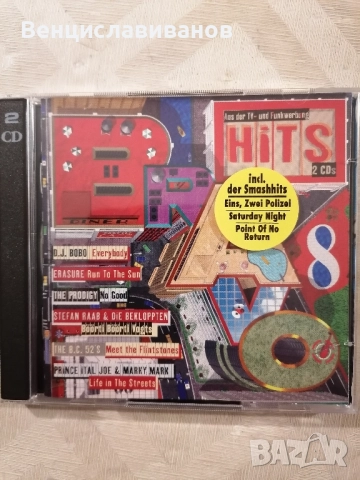 Венциславиванов
2
CD
Aus der TV- und Funkwerbung
HiTS
2 CDs
BRAVO
8
incl.
der Smashhits
Eins, Zwei Polizei
Saturday Night
Point Of No
Return
D.J. BOBO Everybody
ERASURE Run To The Sun
THE PRODIGY No Good
STEFAN RAAB & DIE BEKLOPPTEN
Böörti Böörti Vogts
THE B.C. 52'S Meet the Flintstones
PRINCE ITAL JOE & MARKY MARK
Life in The Streets
BAZAR